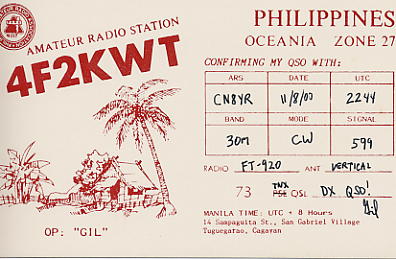 AMATEUR RADIO STATION
4F2KWT
OP: "GIL"
PHILIPPINES
OCEANIA ZONE 27
CONFIRMING MY QSO WITH:
ARS DATE UTC
CN8YR 11/8/03 2244
BAND MODE SIGNAL
30M CW 599
RADIO FT-920 ANT VERTICAL
73 TNX PSE QSL DX QSO!
Gil
MANILA TIME: UTC + 8 Hours
14 Sampaguita St., San Gabriel Village
Tuguegarao, Cagayan